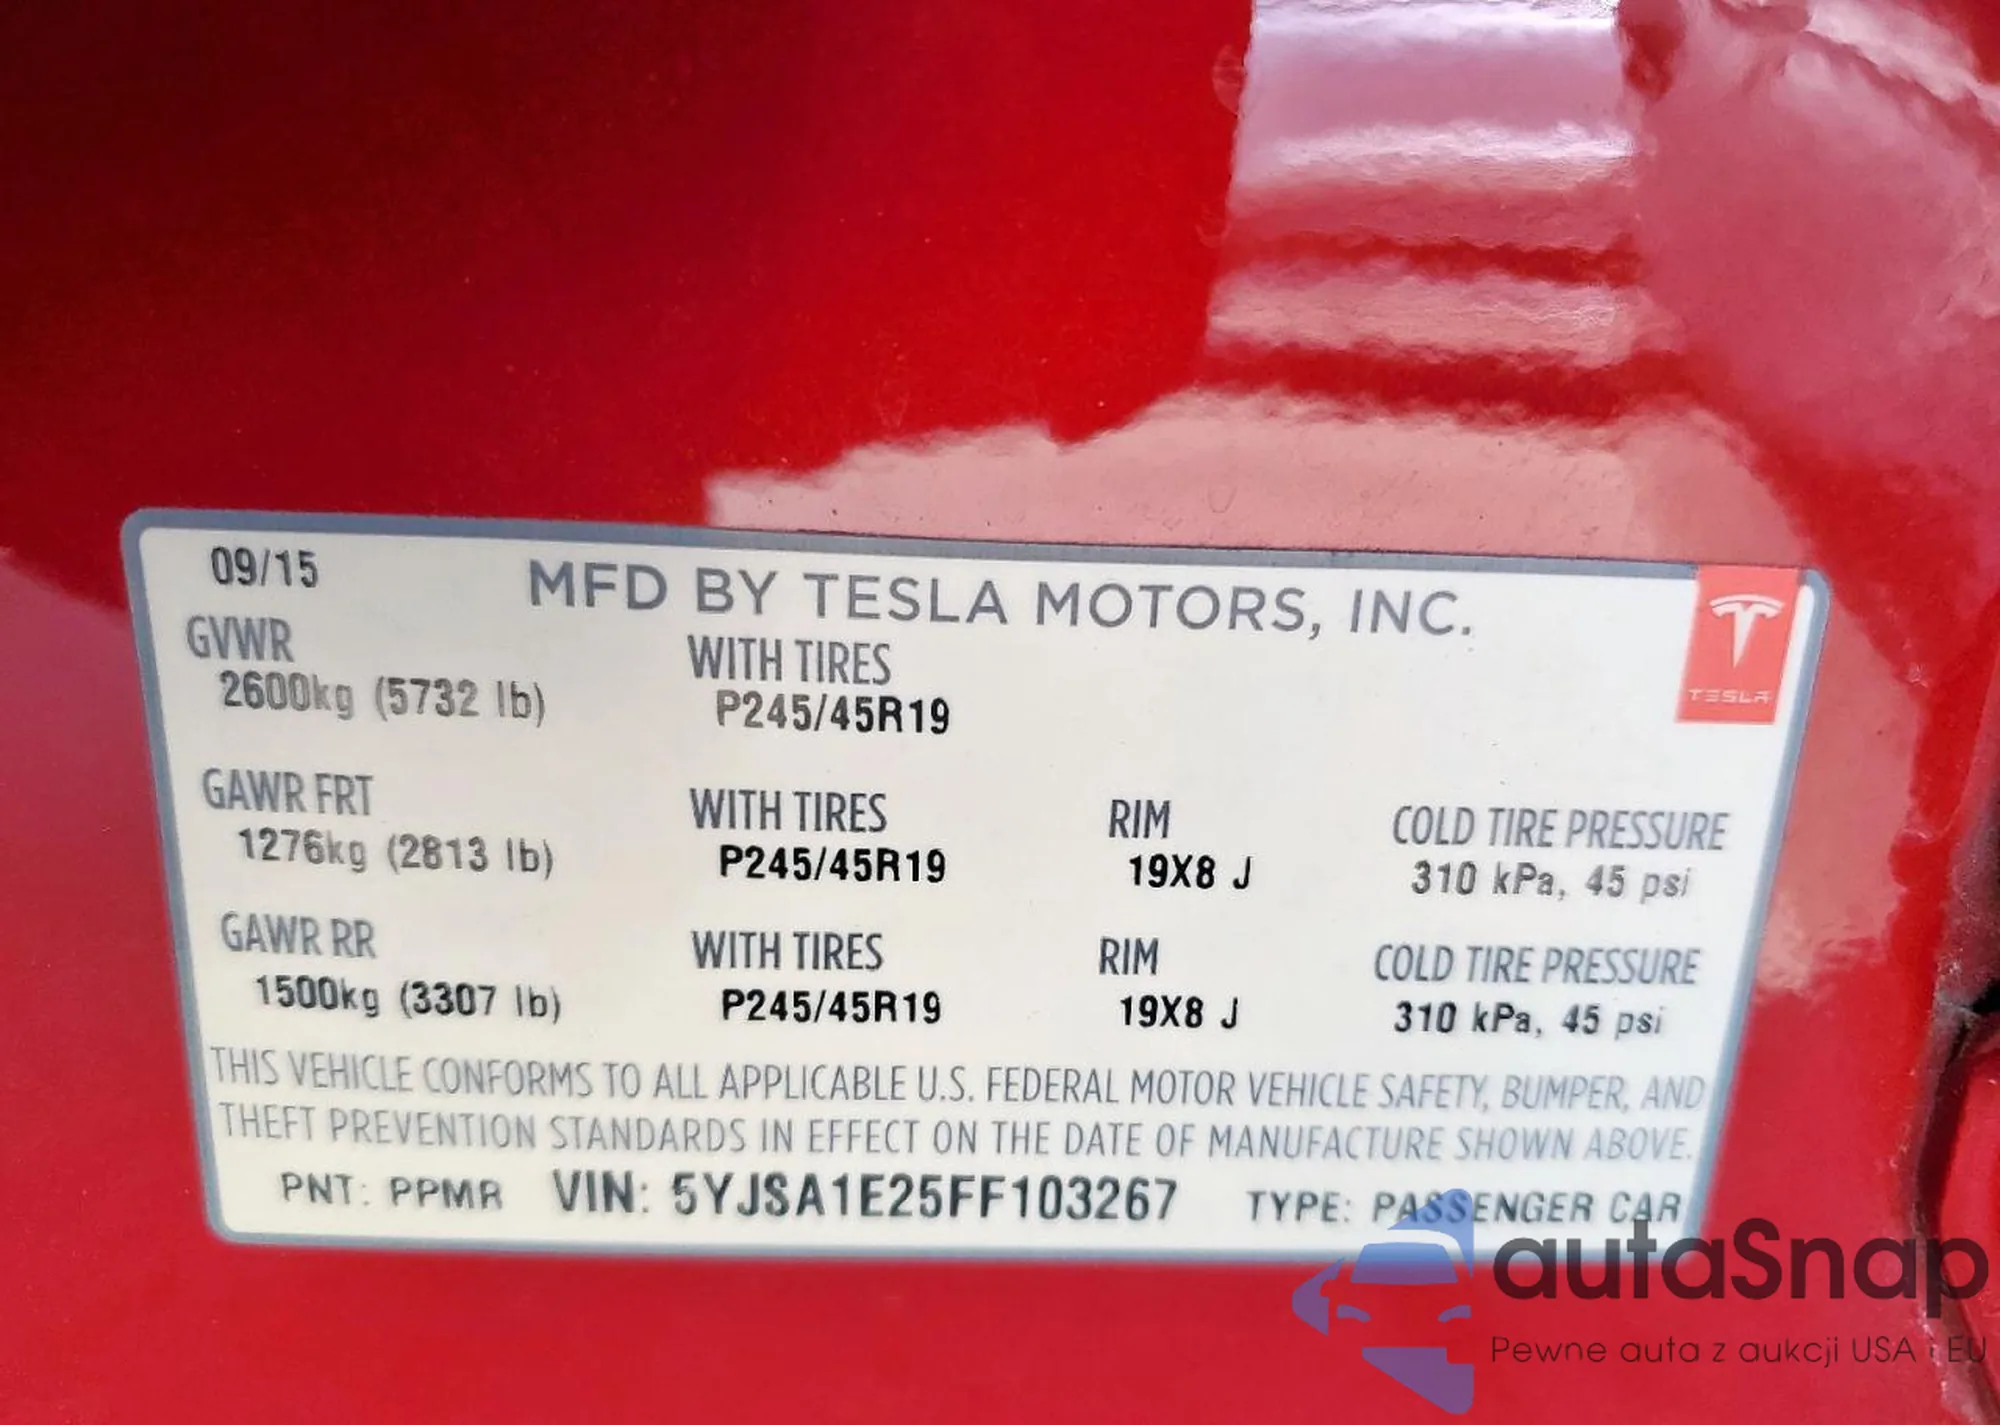 09/15
MFD BY TESLA MOTORS, INC.
TESLA
GVWR WITH TIRES
2600kg (5732 lb) P245/45R19
GAWR FRT WITH TIRES RIM COLD TIRE PRESSURE
1276kg (2813 lb) P245/45R19 19X8 J 310 kPa, 45 psi
GAWR RR WITH TIRES RIM COLD TIRE PRESSURE
1500kg (3307 lb) P245/45R19 19X8 J 310 kPa, 45 psi
THIS VEHICLE CONFORMS TO ALL APPLICABLE U.S. FEDERAL MOTOR VEHICLE SAFETY, BUMPER, AND
THEFT PREVENTION STANDARDS IN EFFECT ON THE DATE OF MANUFACTURE SHOWN ABOVE.
PNT: PPMR VIN: 5YJSA1E25FF103267 TYPE: PASSENGER CAR
autaSnap
Pewne auta z aukcji USA i EU